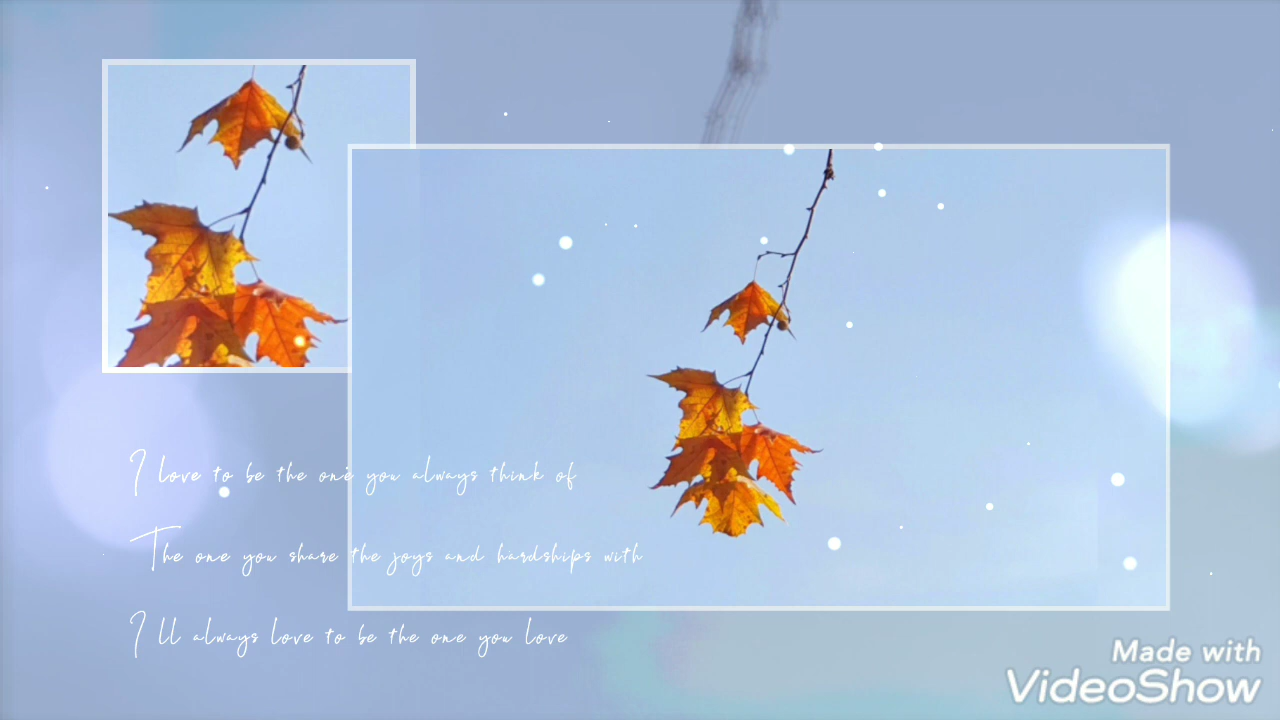 I love to be the one you always think of
The one you share the joys and hardships with
I'll always love to be the one you love
Made with
VideoShow